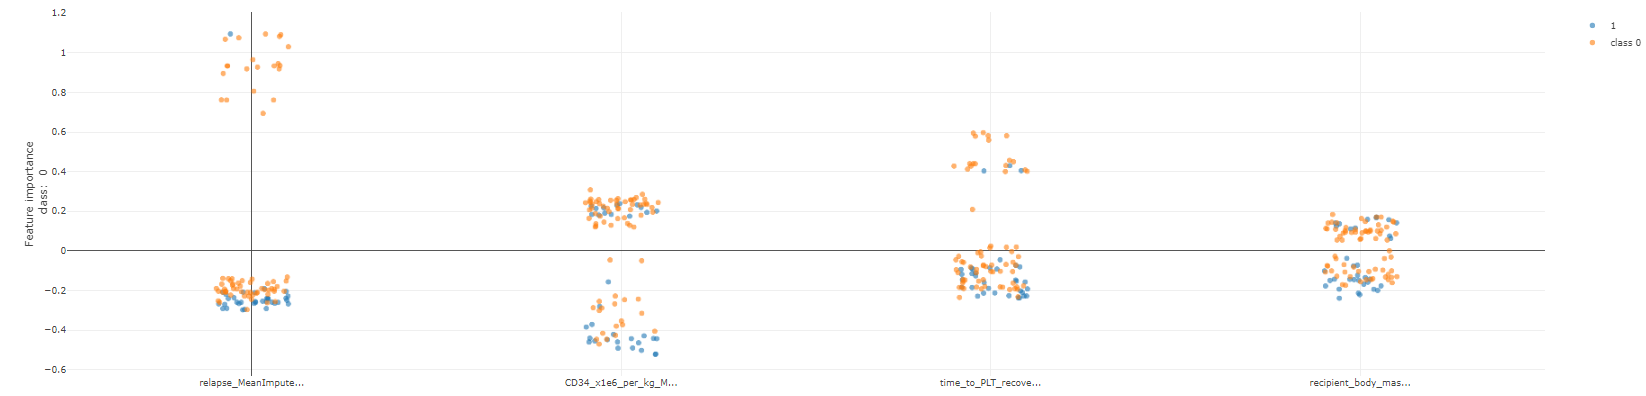 1.2
1
0.8
0.6
0.4
0.2
0
−0.2
−0.4
−0.6
Feature importance
class: 0
relapse_MeanImpute...
CD34_x1e6_per_kg_M...
time_to_PLT_recove...
recipient_body_mas...
1
class 0